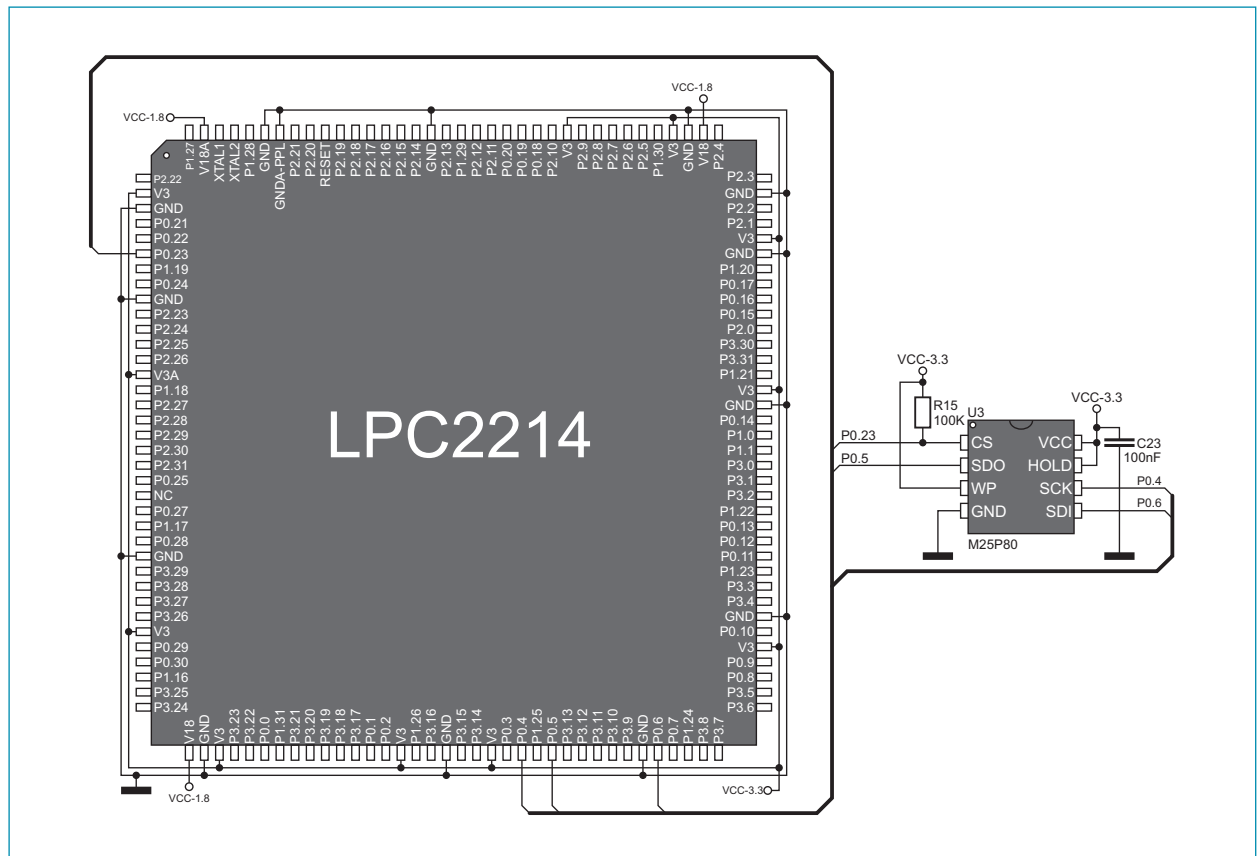 VCC-1.8
VCC-1.8
P1.27
V18A
XTAL1
XTAL2
P1.28
GND
GNDA-PPL
P2.21
P2.20
RESET
P2.19
P2.18
P2.17
P2.16
P2.15
P2.14
GND
P2.13
P1.29
P2.12
P2.11
P0.20
P0.19
P0.18
P2.10
V3
P2.9
P2.8
P2.7
P2.6
P2.5
P1.30
V3
GND
V18
P2.4
P2.22
V3
GND
P0.21
P0.22
P0.23
P1.19
P0.24
GND
P2.23
P2.24
P2.25
P2.26
V3A
P1.18
P2.27
P2.28
P2.29
P2.30
P2.31
P0.25
NC
P0.27
P1.17
P0.28
GND
P3.29
P3.28
P3.27
P3.26
V3
P0.29
P0.30
P1.16
P3.25
P3.24
LPC2214
P2.3
GND
P2.2
P2.1
V3
GND
P1.20
P0.17
P0.16
P0.15
P2.0
P3.30
P3.31
P1.21
V3
GND
P0.14
P1.0
P1.1
P3.0
P3.1
P3.2
P1.22
P0.13
P0.12
P0.11
P1.23
P3.3
P3.4
GND
P0.10
V3
P0.9
P0.8
P3.5
P3.6
V18
GND
V3
P3.23
P3.22
P0.0
P1.31
P3.21
P3.20
P3.19
P3.18
P3.17
P0.1
P0.2
V3
P1.26
P3.16
GND
P3.15
P3.14
V3
P0.3
P0.4
P1.25
P0.5
P3.13
P3.12
P3.11
P3.10
P3.9
GND
P0.6
P0.7
P1.24
P3.8
P3.7
VCC-1.8
VCC-3.3
VCC-3.3
R15
100K
VCC-3.3
U3
C23
100nF
P0.23
P0.5
CS
SDO
WP
GND
VCC
HOLD
SCK
SDI
P0.4
P0.6
M25P80